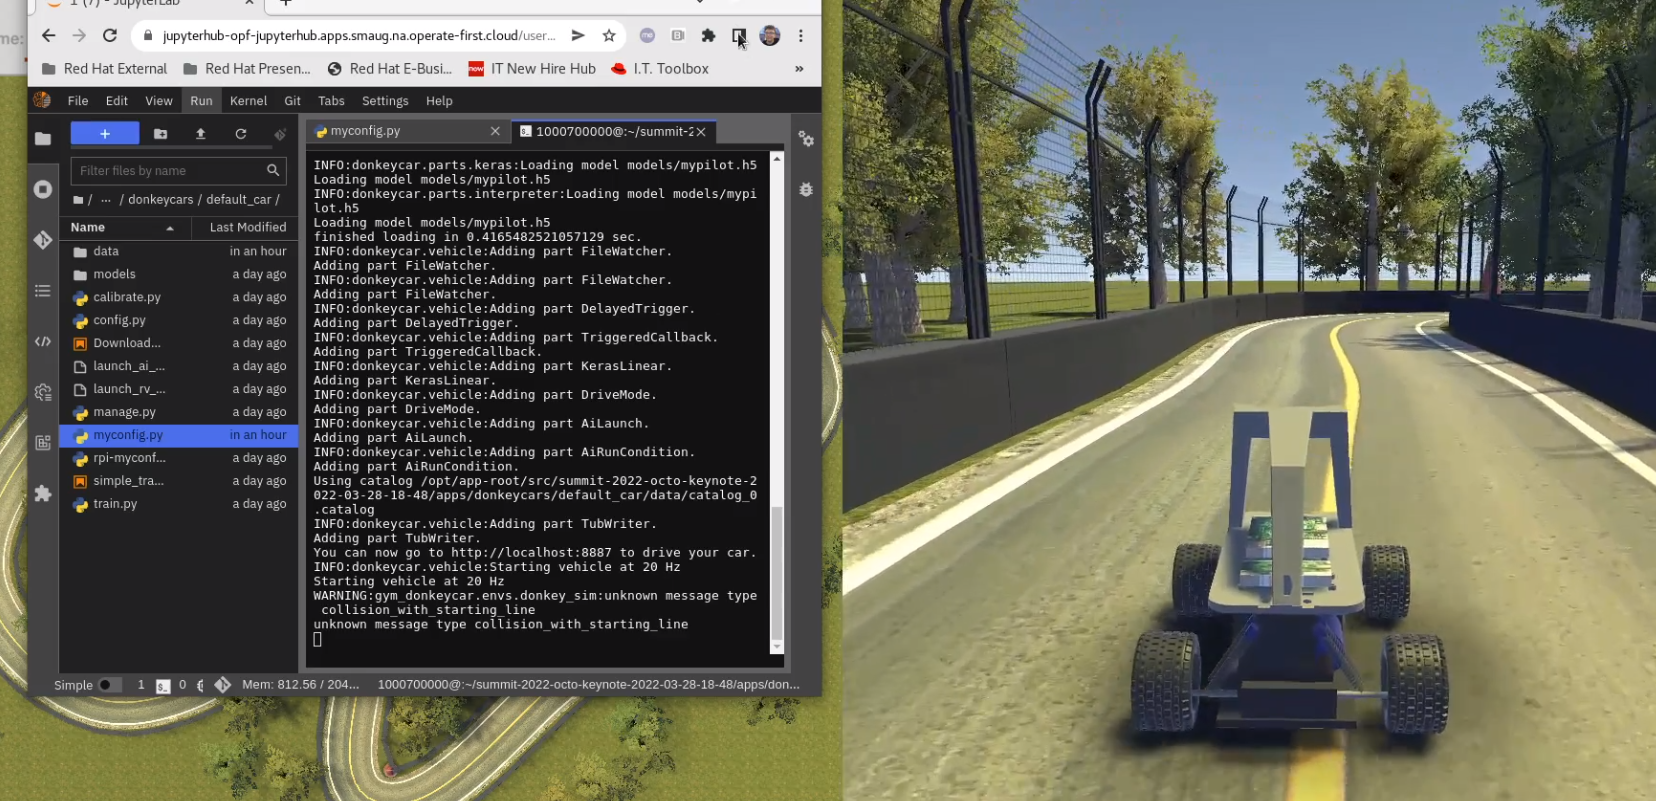 1 (7) - JupyterLab
me:
jupyterhub-opf-jupyterhub.apps.smaug.na.operate-first.cloud/user...
Red Hat External
Red Hat Presen...
Red Hat E-Busi...
now
IT New Hire Hub
I.T. Toolbox
»
File Edit View Run Kernel Git Tabs Settings Help
Filter files by name
/ ... / donkeycars / default_car /
Name Last Modified
data in an hour
models a day ago
calibrate.py a day ago
config.py a day ago
Download... a day ago
launch_ai_... a day ago
launch_rv_... a day ago
manage.py a day ago
myconfig.py in an hour
rpi-myconf... a day ago
simple_tra... a day ago
train.py a day ago
myconfig.py
1000700000@:~/summit-2
INFO:donkeycar.parts.keras:Loading model models/mypilot.h5
Loading model models/mypilot.h5
INFO:donkeycar.parts.interpreter:Loading model models/mypi
lot.h5
Loading model models/mypilot.h5
finished loading in 0.4165482521057129 sec.
INFO:donkeycar.vehicle:Adding part FileWatcher.
Adding part FileWatcher.
INFO:donkeycar.vehicle:Adding part FileWatcher.
Adding part FileWatcher.
INFO:donkeycar.vehicle:Adding part DelayedTrigger.
Adding part DelayedTrigger.
INFO:donkeycar.vehicle:Adding part TriggeredCallback.
Adding part TriggeredCallback.
INFO:donkeycar.vehicle:Adding part KerasLinear.
Adding part KerasLinear.
INFO:donkeycar.vehicle:Adding part DriveMode.
Adding part DriveMode.
INFO:donkeycar.vehicle:Adding part AiLaunch.
Adding part AiLaunch.
INFO:donkeycar.vehicle:Adding part AiRunCondition.
Adding part AiRunCondition.
Using catalog /opt/app-root/src/summit-2022-octo-keynote-2
022-03-28-18-48/apps/donkeycars/default_car/data/catalog_0
.catalog
INFO:donkeycar.vehicle:Adding part TubWriter.
Adding part TubWriter.
You can now go to http://localhost:8887 to drive your car.
INFO:donkeycar.vehicle:Starting vehicle at 20 Hz
Starting vehicle at 20 Hz
WARNING:gym_donkeycar.envs.donkey_sim:unknown message type
collision_with_starting_line
unknown message type collision_with_starting_line
Simple 1 0 Mem: 812.56 / 204... 1000700000@:~/summit-2022-octo-keynote-2022-03-28-18-48/apps/don...